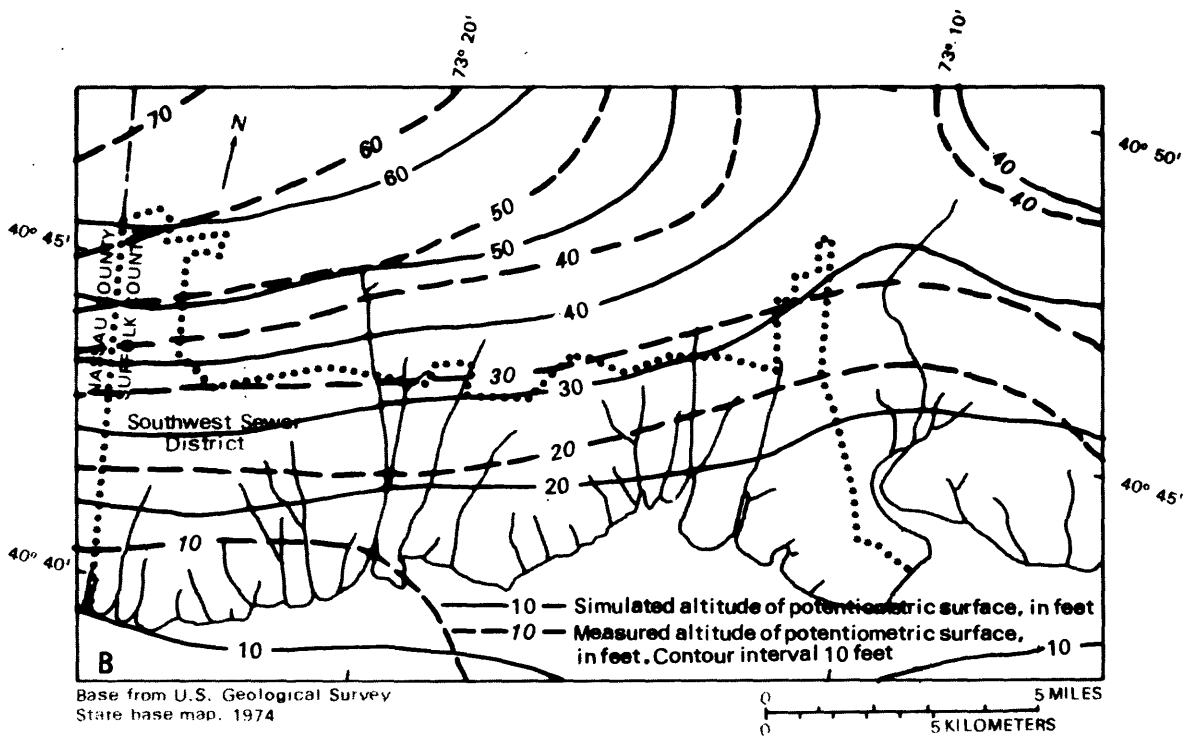 73° 20'
73° 10'
70
N
60
60
40
40
40° 50'
40° 45'
50
50
40
40
NASSAU COUNTY
SUFFOLK COUNTY
30
30
Southwest Sewer
District
20
20
40° 45'
10
40° 40'
10 Simulated altitude of potentiometric surface, in feet
10 Measured altitude of potentiometric surface,
in feet. Contour interval 10 feet
10
10
B
Base from U.S. Geological Survey
State base map, 1974
0 5 MILES
0 5 KILOMETERS